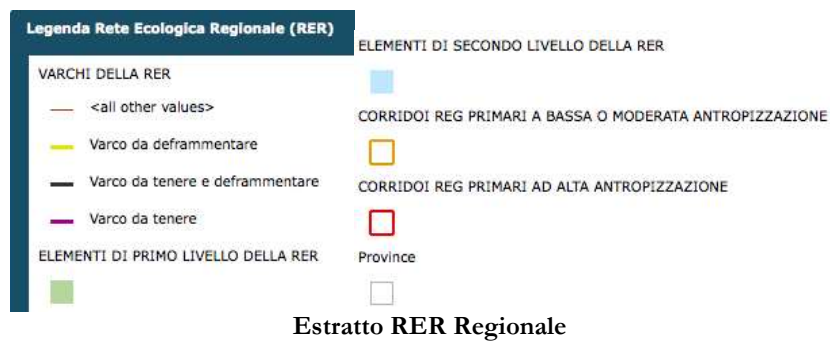 Legenda Rete Ecologica Regionale (RER)
VARCHI DELLA RER
<all other values>
Varco da deframmentare
Varco da tenere e deframmentare
Varco da tenere
ELEMENTI DI PRIMO LIVELLO DELLA RER
ELEMENTI DI SECONDO LIVELLO DELLA RER
CORRIDOI REG PRIMARI A BASSA O MODERATA ANTROPIZZAZIONE
CORRIDOI REG PRIMARI AD ALTA ANTROPIZZAZIONE
Province
Estratto RER Regionale